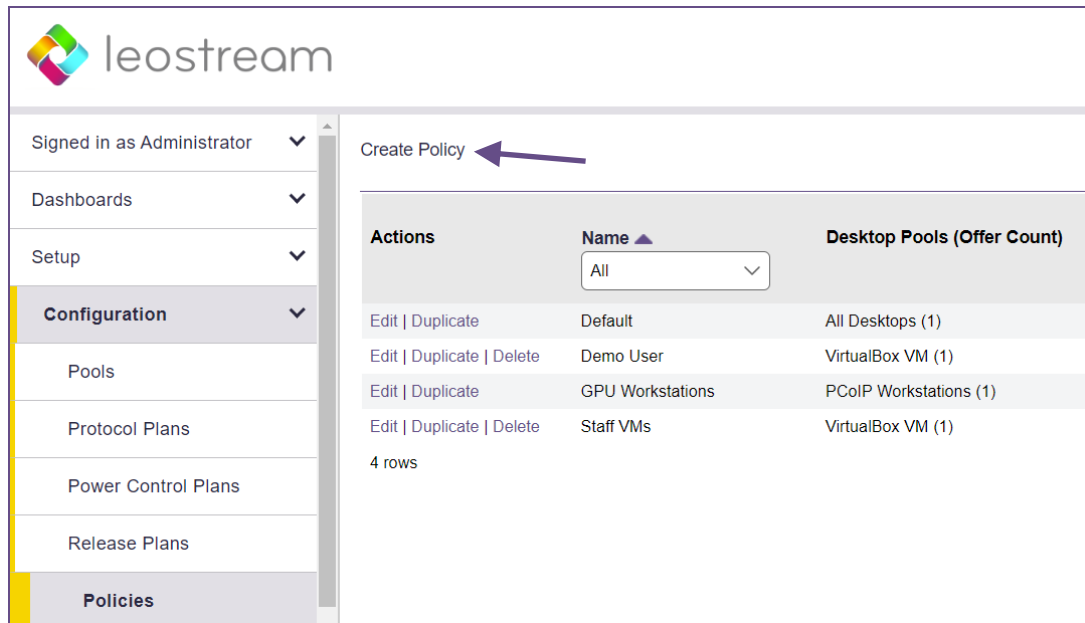 leostream
Signed in as Administrator
Dashboards
Setup
Configuration
Pools
Protocol Plans
Power Control Plans
Release Plans
Policies
Create Policy
Actions Name Desktop Pools (Offer Count)
All
Edit | Duplicate Default All Desktops (1)
Edit | Duplicate | Delete Demo User VirtualBox VM (1)
Edit | Duplicate GPU Workstations PCoIP Workstations (1)
Edit | Duplicate | Delete Staff VMs VirtualBox VM (1)
4 rows